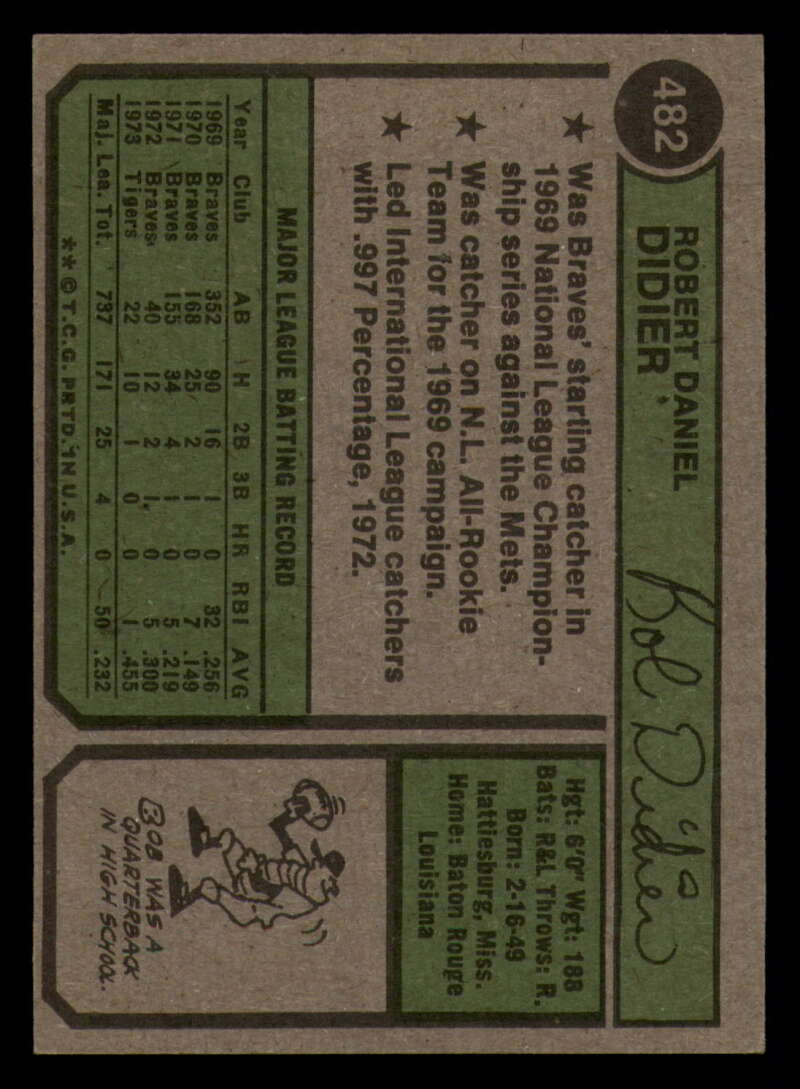 482
ROBERT DANIEL
DIDIER
Bob Didier
★ Was Braves' starting catcher in
1969 National League Champion-
ship series against the Mets.
★ Was catcher on N.L. All-Rookie
Team for the 1969 campaign.
★ Led International League catchers
with .997 Percentage, 1972.
MAJOR LEAGUE BATTING RECORD
Year Club AB H 2B 3B HR RBI AVG
1969 Braves 352 90 16 1 0 32 .256
1970 Braves 168 25 2 1 0 7 .149
1971 Braves 155 34 4 1 0 5 .219
1972 Braves 40 12 2 1 0 5 .300
1973 Tigers 22 10 1 0 0 1 .455
Maj. Lea. Tot. 737 171 25 4 0 50 .232
**©T.C.G. PRTD. IN U.S.A.
Hgt: 6'0" Wgt: 188
Bats: R&L Throws: R.
Born: 2-16-49
Hattiesburg, Miss.
Home: Baton Rouge
Louisiana
BOB WAS A
QUARTERBACK
IN HIGH SCHOOL.